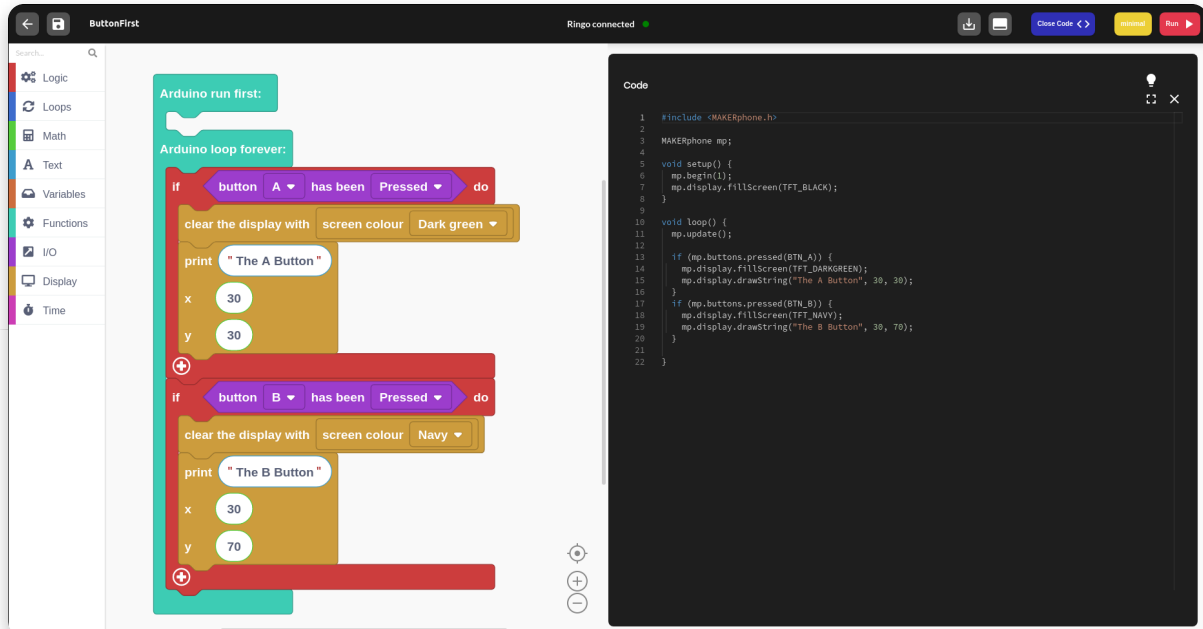 ButtonFirst
Ringo connected
Close Code < >
minimal
Run
Search...
Logic
Loops
Math
Text
Variables
Functions
I/O
Display
Time
Arduino run first:
Arduino loop forever:
if button A has been Pressed do
clear the display with screen colour Dark green
print " The A Button "
x 30
y 30
if button B has been Pressed do
clear the display with screen colour Navy
print " The B Button "
x 30
y 70
Code
1 #include <MAKERphone.h>
2
3 MAKERphone mp;
4
5 void setup() {
6 mp.begin(1);
7 mp.display.fillScreen(TFT_BLACK);
8 }
9
10 void loop() {
11 mp.update();
12
13 if (mp.buttons.pressed(BTN_A)) {
14 mp.display.fillScreen(TFT_DARKGREEN);
15 mp.display.drawString("The A Button", 30, 30);
16 }
17 if (mp.buttons.pressed(BTN_B)) {
18 mp.display.fillScreen(TFT_NAVY);
19 mp.display.drawString("The B Button", 30, 70);
20 }
21
22 }